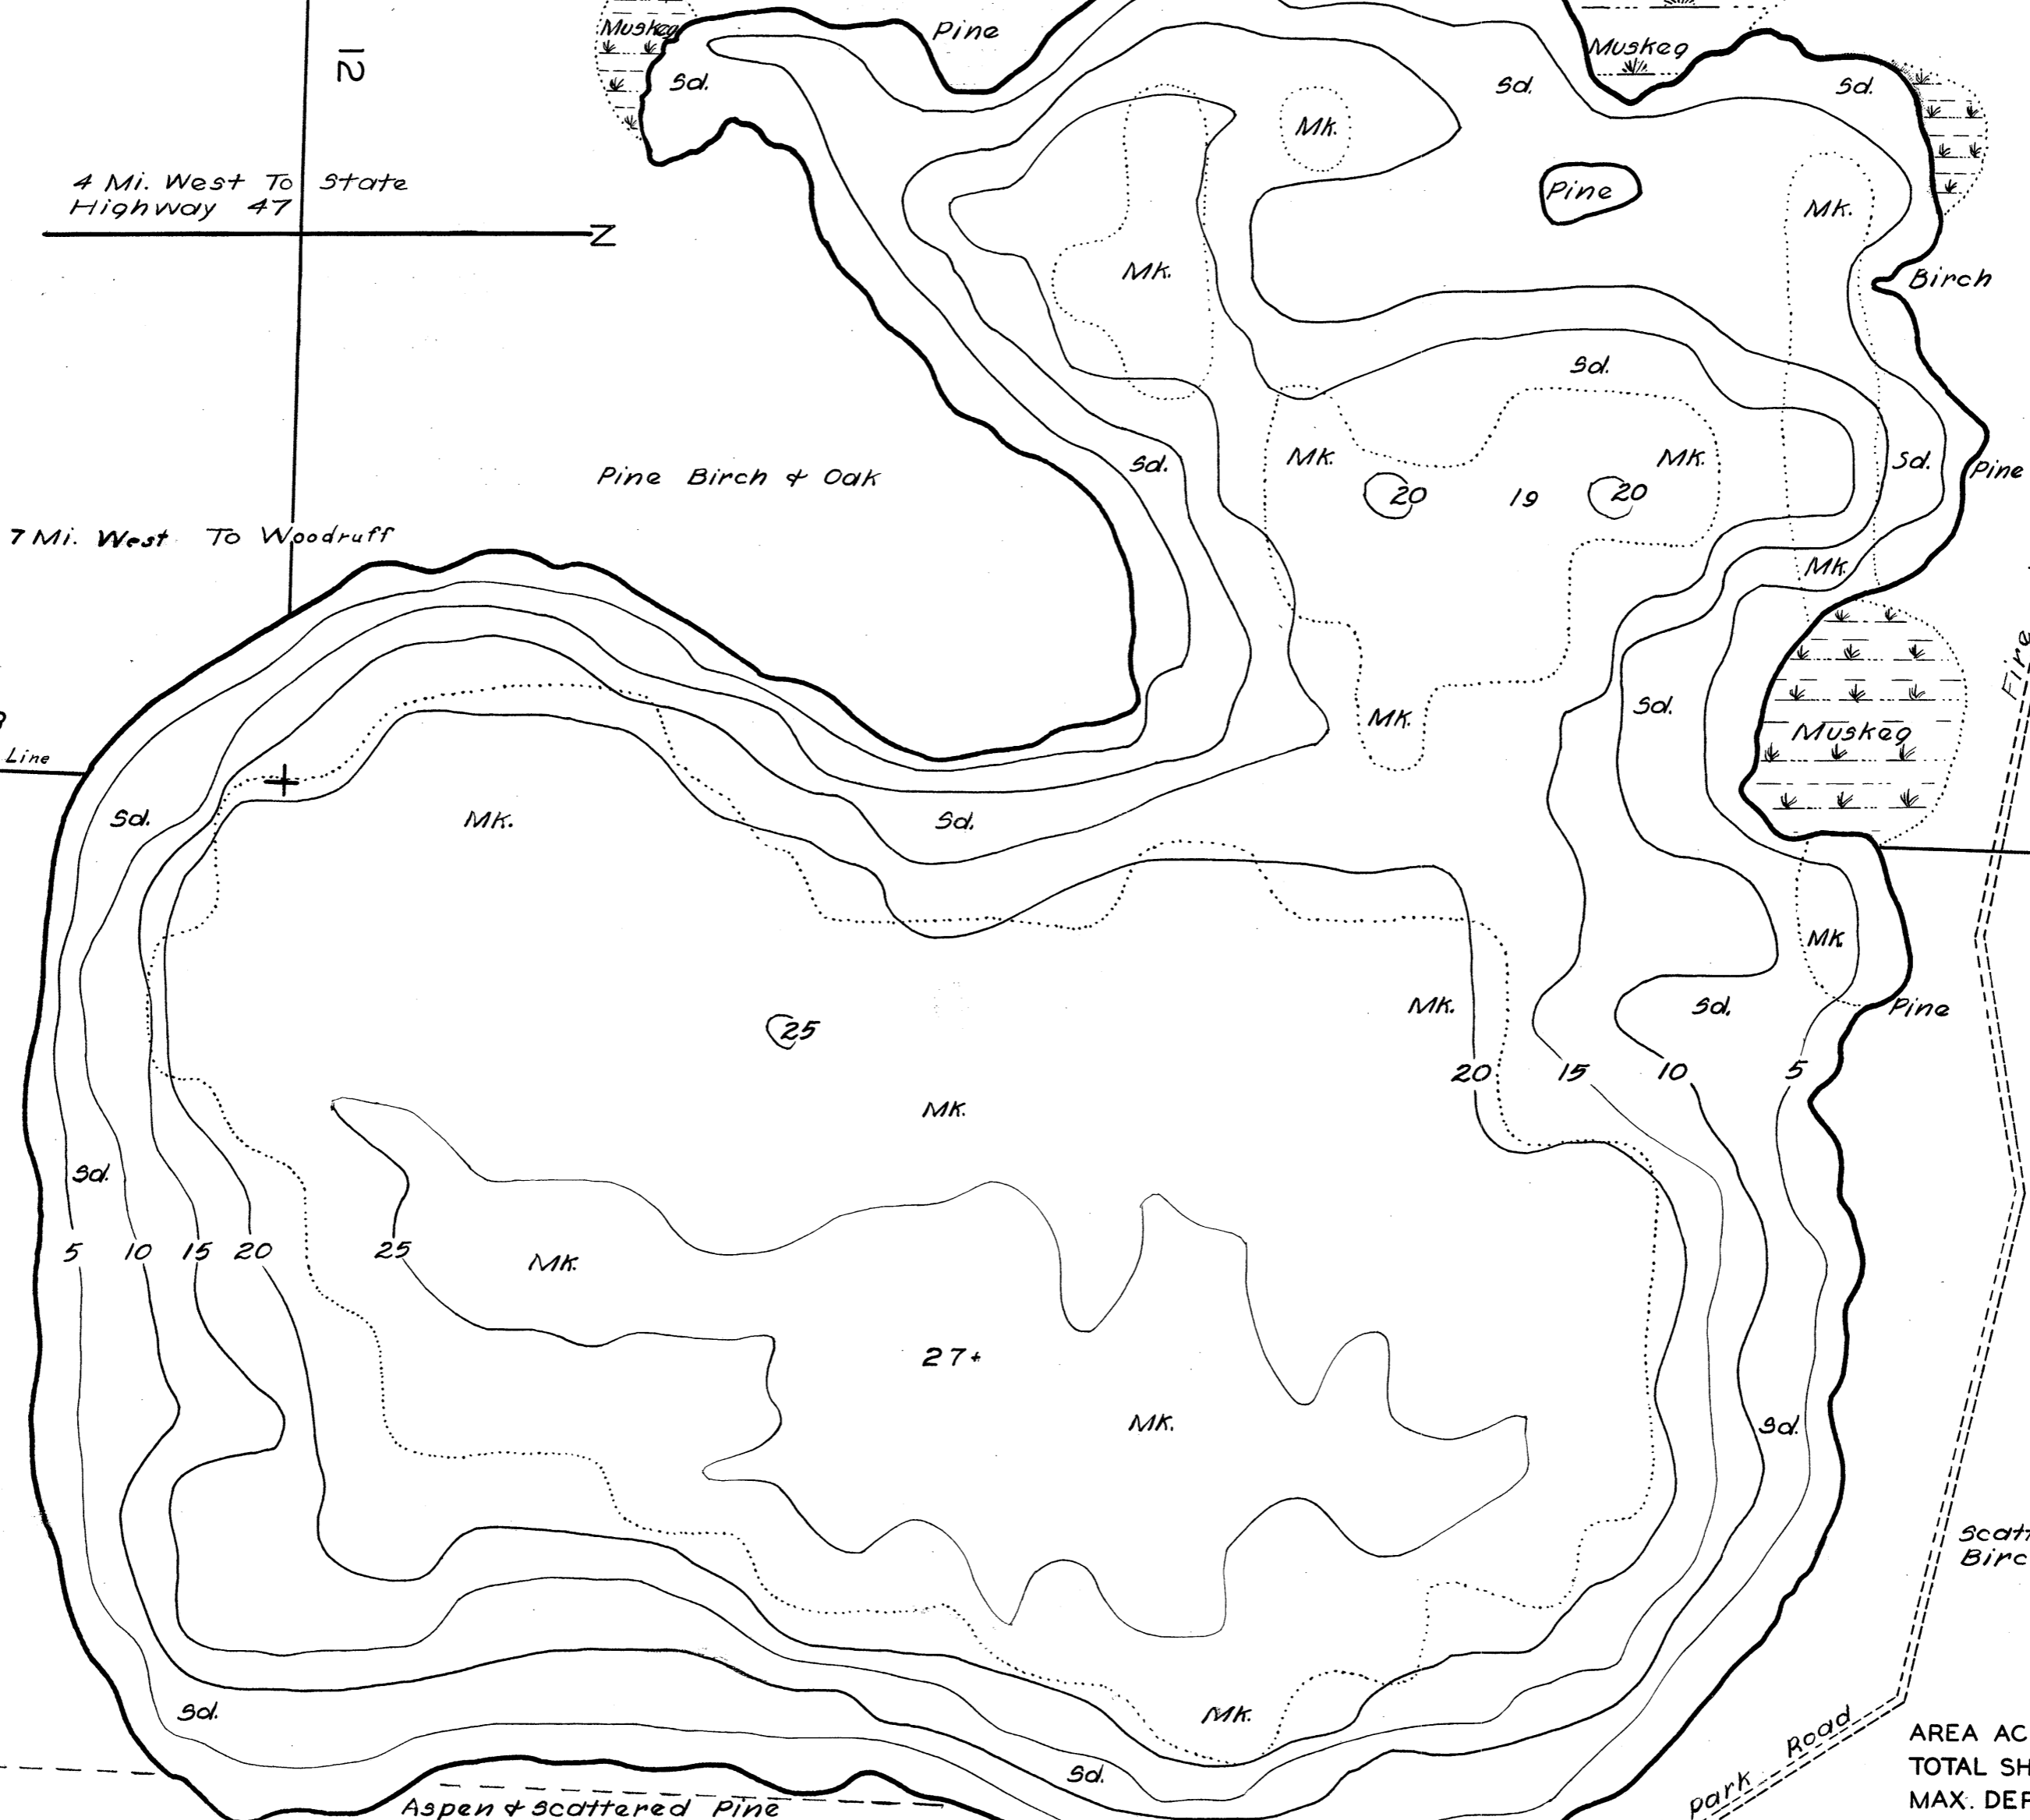 Muskeg
Pine
Muskeg
12
Sd.
Sd.
Sd.
Mk.
4 Mi. West To State
Highway 47
N
Pine
Mk.
Mk.
Birch
Sd.
Sd.
Mk.
Mk.
Sd.
Pine
Pine Birch & Oak
20
19
20
7 Mi. West To Woodruff
Mk.
Fire
Sd.
Mk.
Muskeg
Line
Sd.
Mk.
Sd.
Mk.
Mk.
Sd.
Pine
25
20
15
10
5
Mk.
Sd.
5
10
15
20
25
Mk.
27+
Mk.
Sd.
Birc
Sd.
Mk.
Park Road
AREA AC
TOTAL SH
MAX. DEP
Sd.
Aspen & Scattered Pine